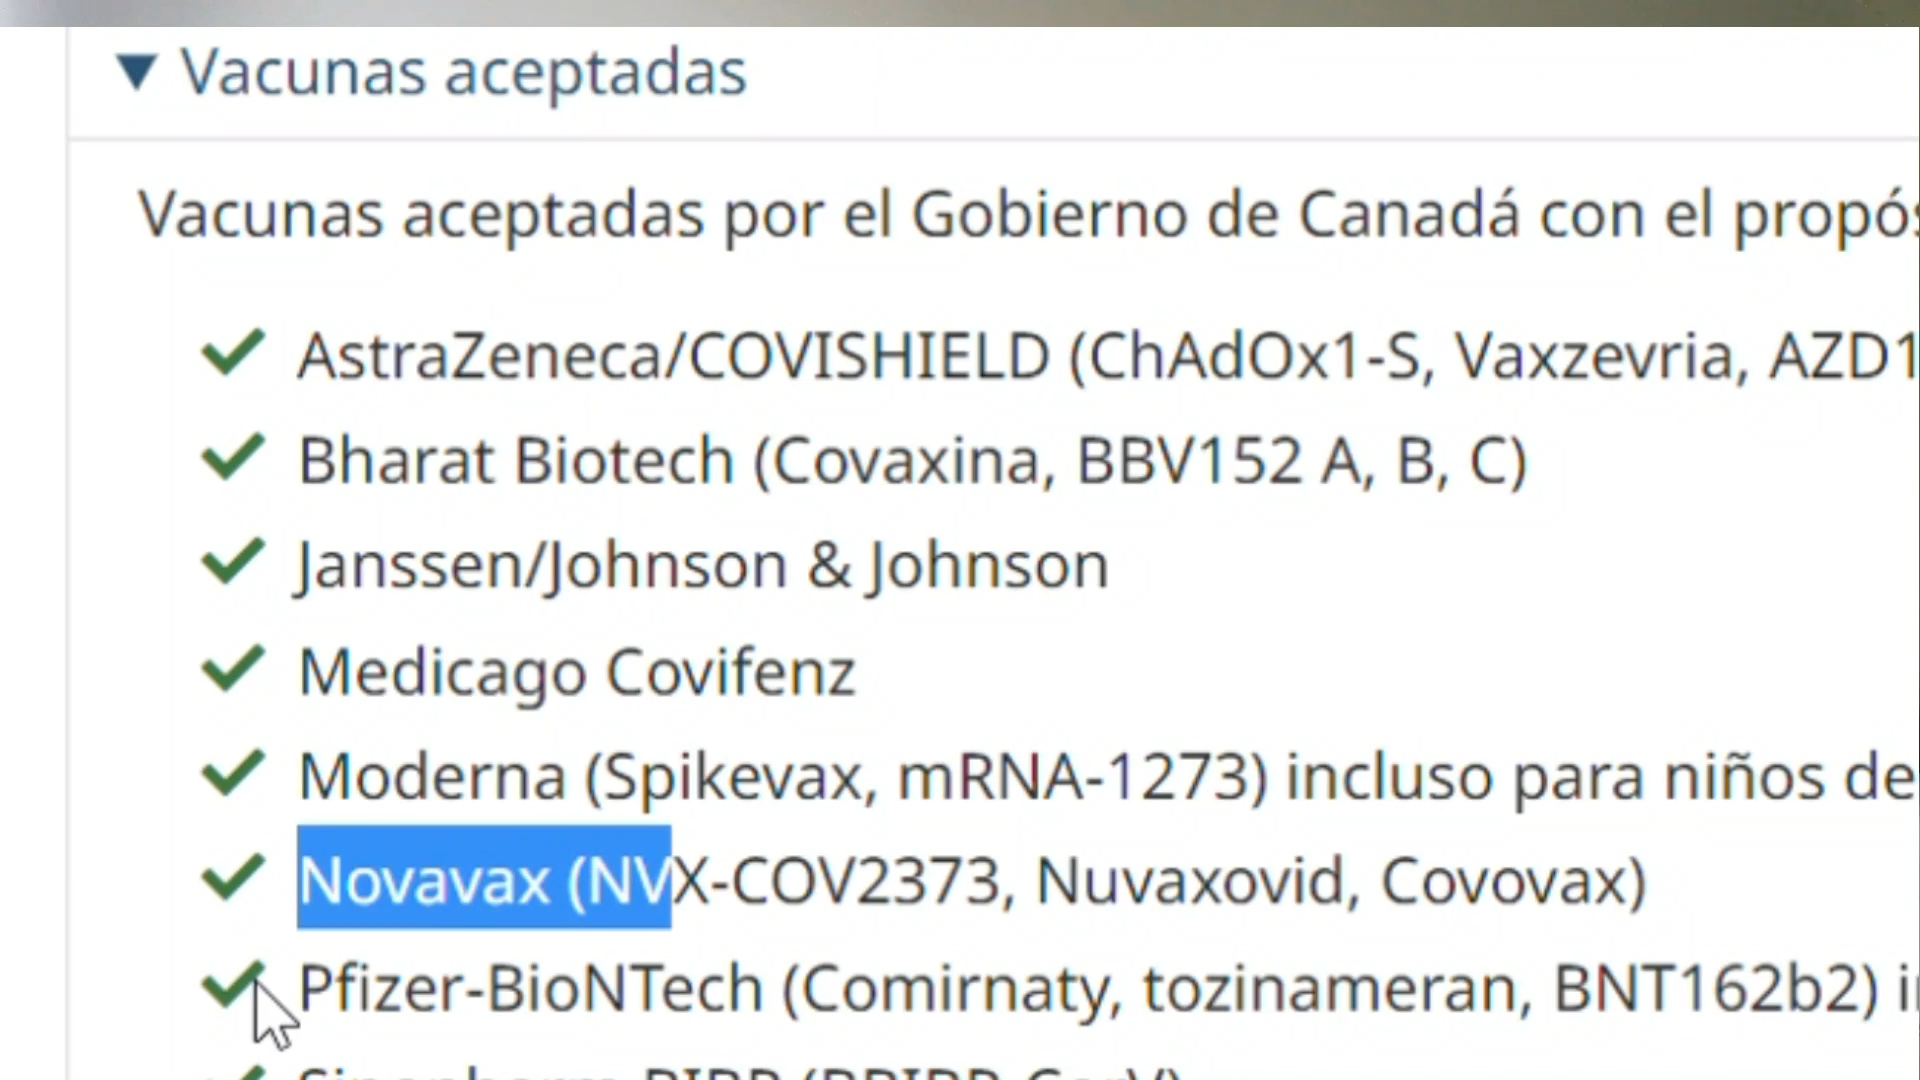 Vacunas aceptadas
Vacunas aceptadas por el Gobierno de Canadá con el
AstraZeneca/COVISHIELD (ChAdOx1-S, Vaxzevria,
Bharat Biotech (Covaxina, BBV152 A, B, C)
Janssen/Johnson & Johnson
Medicago Covifenz
Moderna (Spikevax, mRNA-1273) incluso para niños de
Novavax (NVX-COV2373, Nuvaxovid, Covovax)
Pfizer-BioNTech (Comirnaty, tozinameran, BNT162b2)